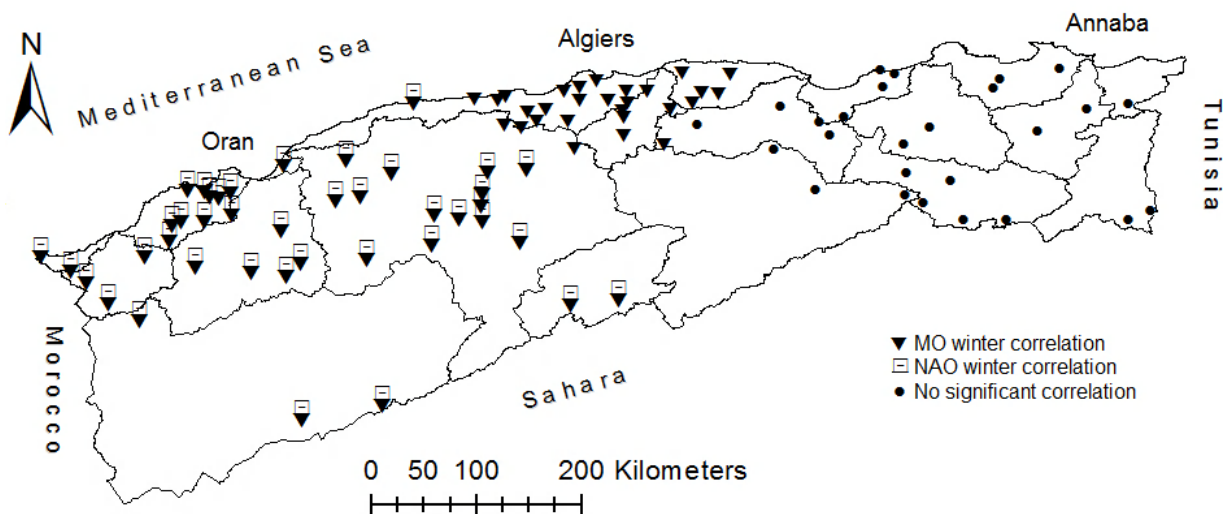 N
Mediterranean Sea
Algiers
Annaba
Oran
Tunisia
Morocco
Sahara
MO winter correlation
NAO winter correlation
No significant correlation
0 50 100 200 Kilometers